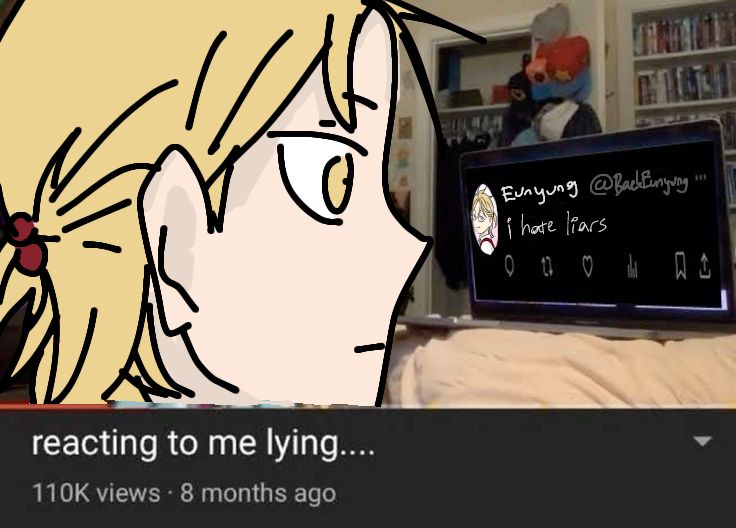 Eunyung @BaekEunyung ...
i hate liars
reacting to me lying....
110K views · 8 months ago